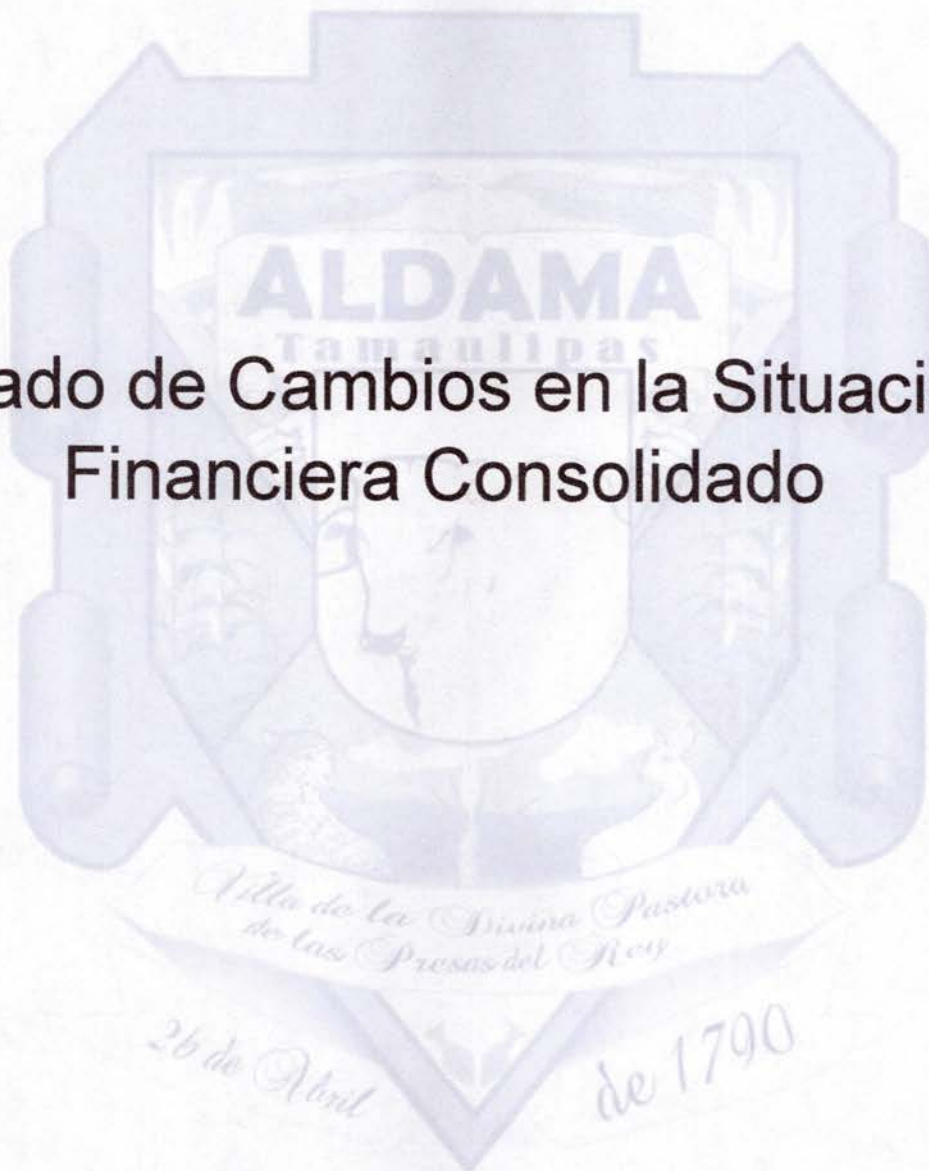 ALDAMA
Tamaulipas
ado de Cambios en la Situaci
Financiera Consolidado
Villa de la Divina Pastora
de las Presas del Rey
26 de Abril
de 1790